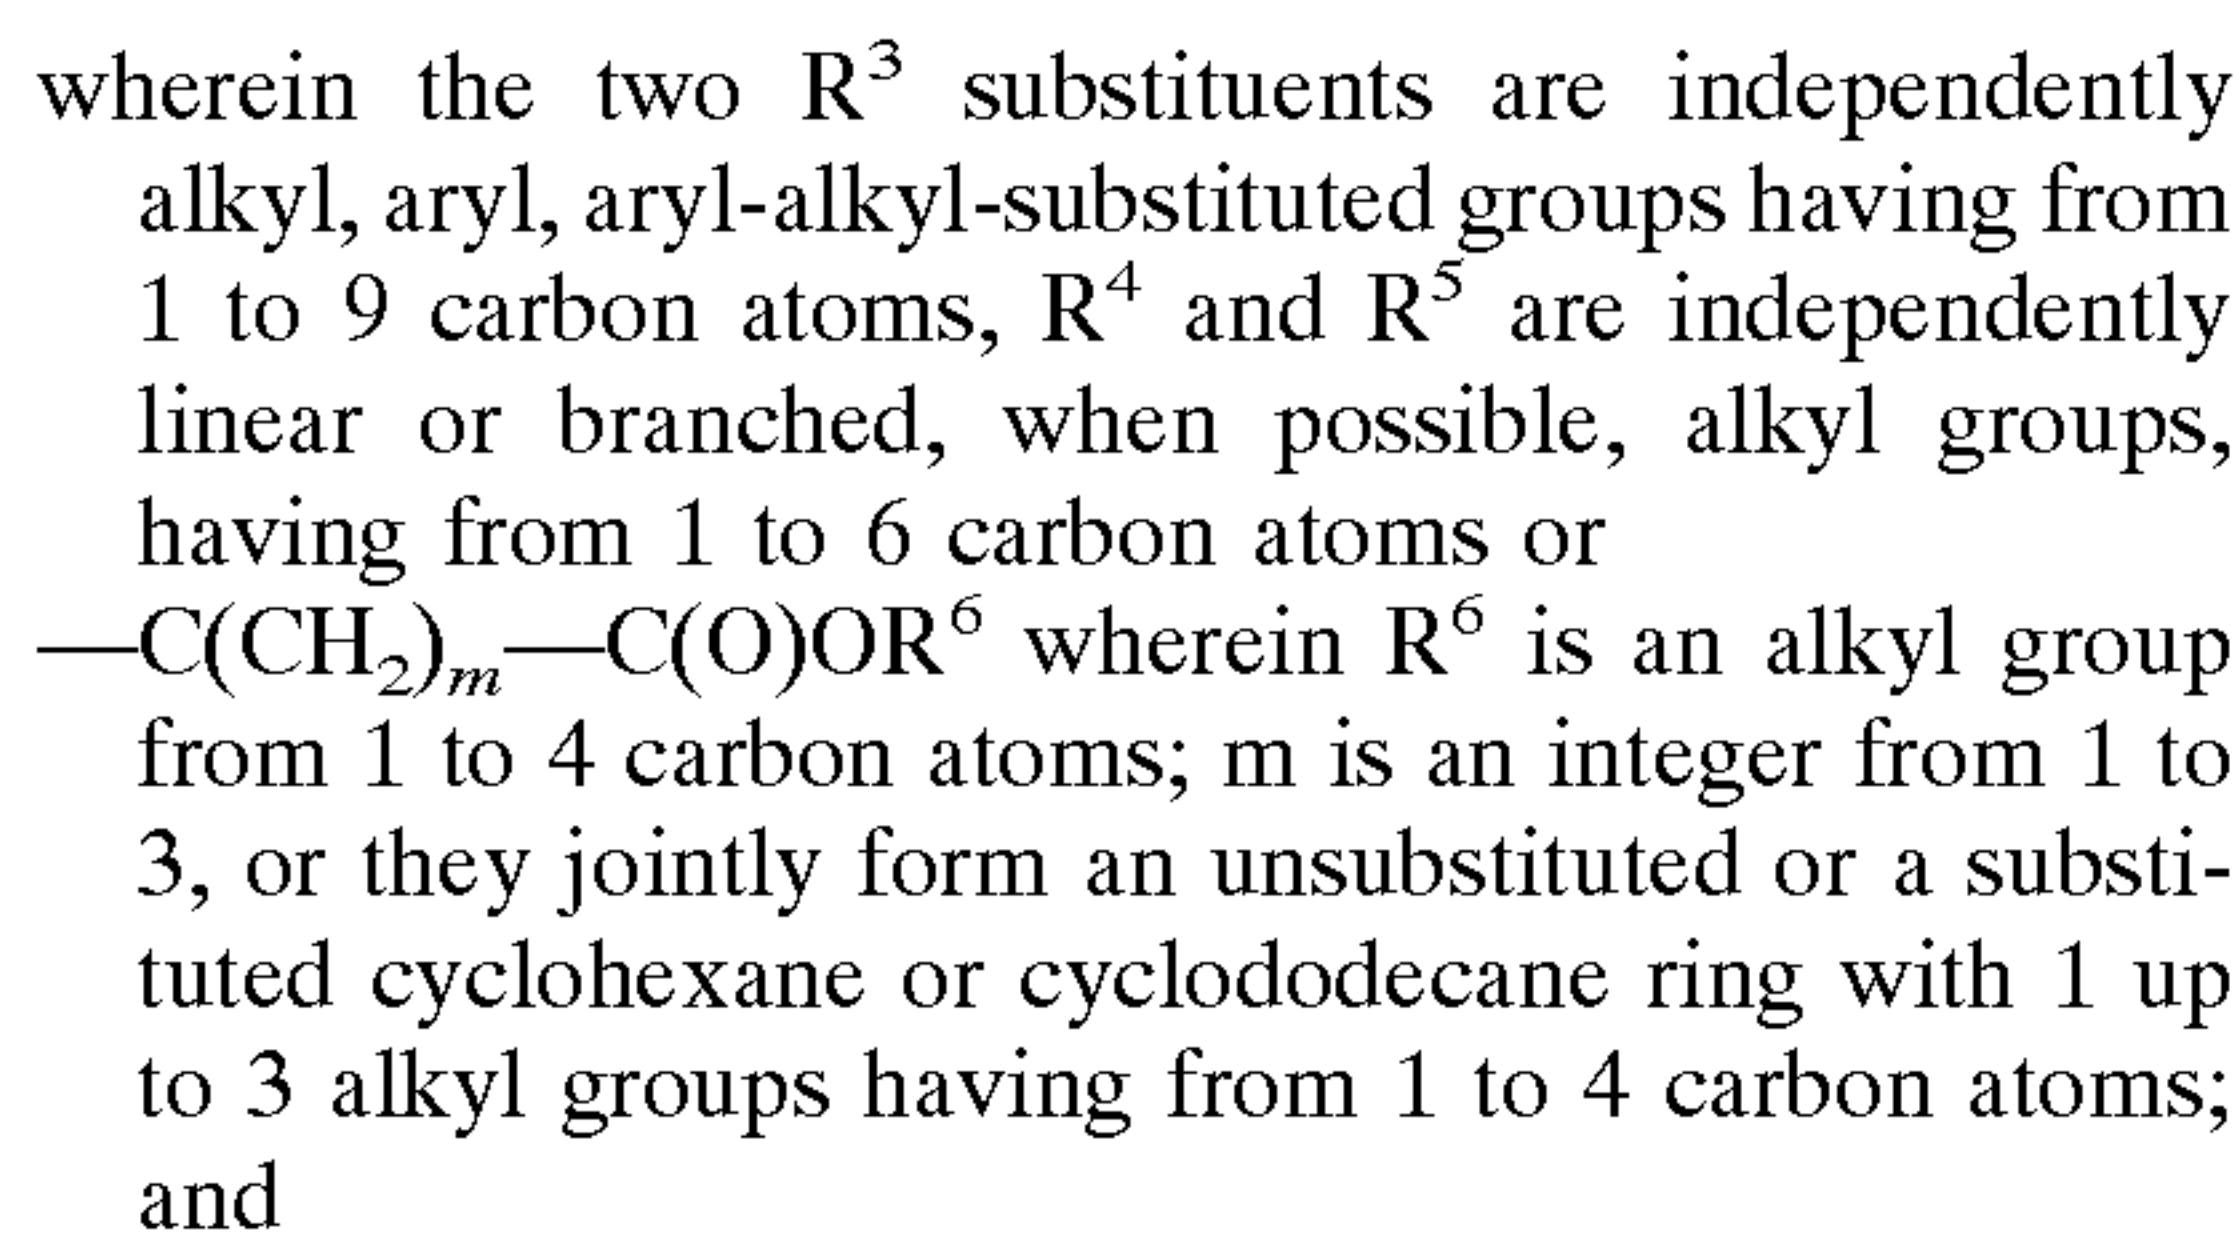 wherein the two R³ substituents are independently
alkyl, aryl, aryl-alkyl-substituted groups having from
1 to 9 carbon atoms, R⁴ and R⁵ are independently
linear or branched, when possible, alkyl groups,
having from 1 to 6 carbon atoms or
—C(CH₂)ₘ—C(O)OR⁶ wherein R⁶ is an alkyl group
from 1 to 4 carbon atoms; m is an integer from 1 to
3, or they jointly form an unsubstituted or a substi-
tuted cyclohexane or cyclododecane ring with 1 up
to 3 alkyl groups having from 1 to 4 carbon atoms;
and